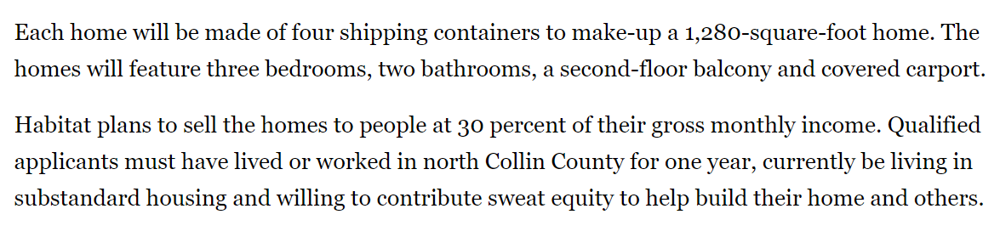 Each home will be made of four shipping containers to make-up a 1,280-square-foot home. The
homes will feature three bedrooms, two bathrooms, a second-floor balcony and covered carport.
Habitat plans to sell the homes to people at 30 percent of their gross monthly income. Qualified
applicants must have lived or worked in north Collin County for one year, currently be living in
substandard housing and willing to contribute sweat equity to help build their home and others.